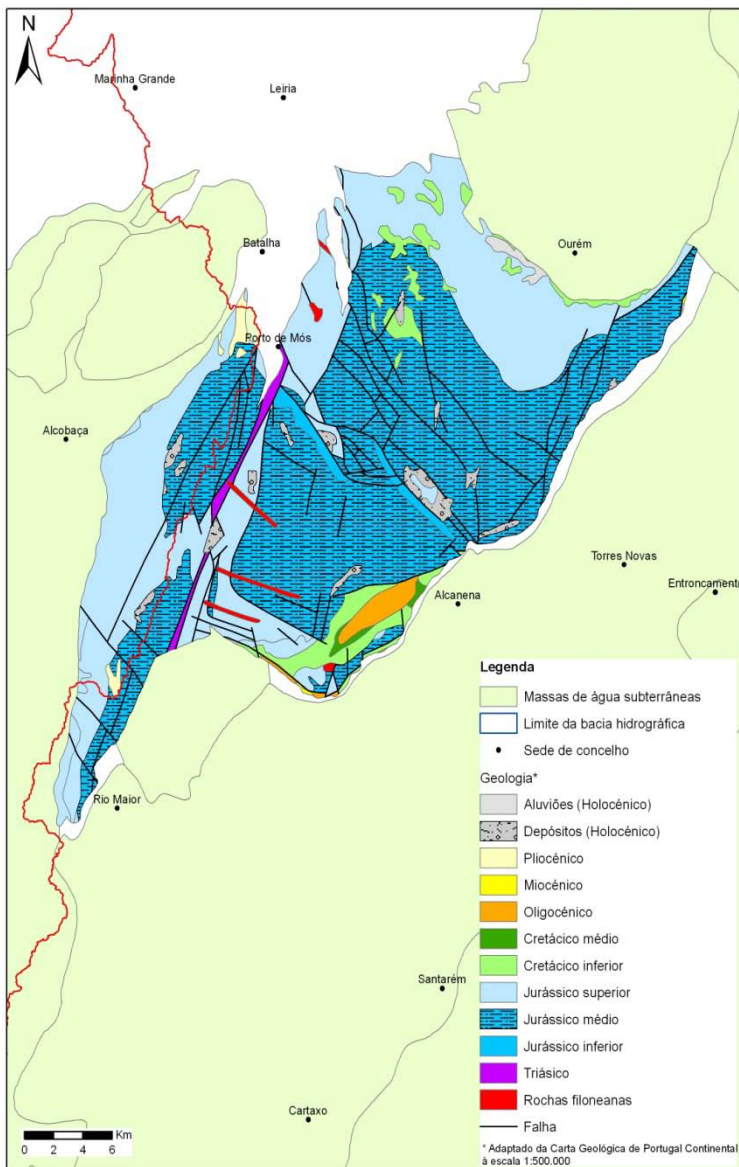 N
Marinha Grande
Leiria
Batalha
Ourém
Porto de Mós
Alcobaça
Torres Novas
Entroncamento
Alcanena
Rio Maior
Santarém
Cartaxo
Legenda
Massas de água subterrâneas
Limite da bacia hidrográfica
Sede de concelho
Geologia*
Aluviões (Holocénico)
Depósitos (Holocénico)
Pliocénico
Miocénico
Oligocénico
Cretácico médio
Cretácico inferior
Jurássico superior
Jurássico médio
Jurássico inferior
Triásico
Rochas filoneanas
Falha
* Adaptado da Carta Geológica de Portugal Continental
à escala 1:500.000
Km
0 2 4 6